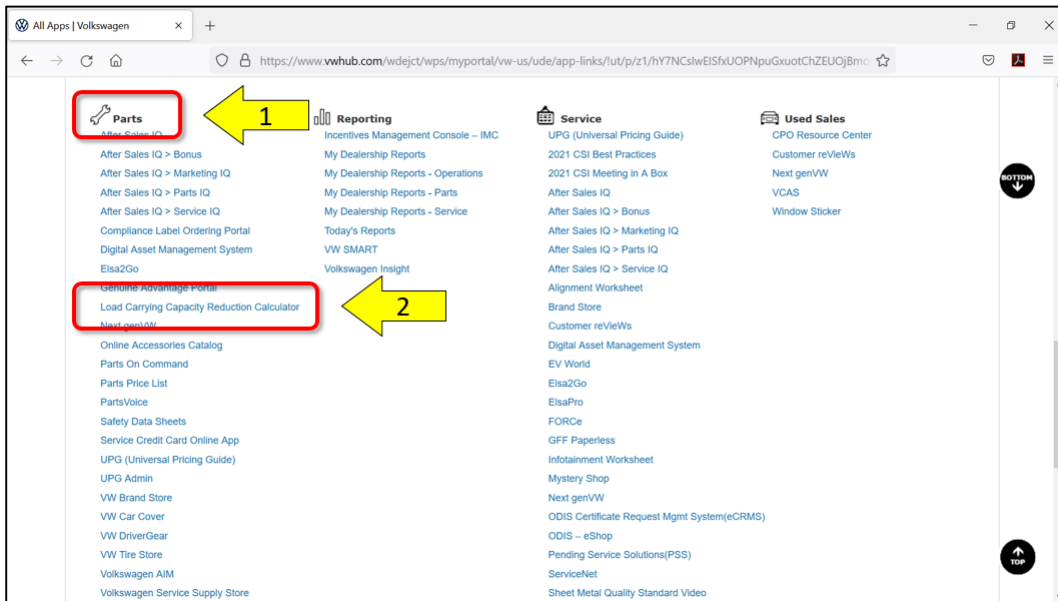 All Apps | Volkswagen
https://www.vwhub.com/wdejct/wps/myportal/vw-us/ude/app-links/!ut/p/z1/hY7NCsIwEISfxUOPNpuGxuotChZEUOjBmo
Parts
1
After Sales IQ
After Sales IQ > Bonus
After Sales IQ > Marketing IQ
After Sales IQ > Parts IQ
After Sales IQ > Service IQ
Compliance Label Ordering Portal
Digital Asset Management System
Elsa2Go
Genuine Advantage Portal
Load Carrying Capacity Reduction Calculator
2
Next genVW
Online Accessories Catalog
Parts On Command
Parts Price List
PartsVoice
Safety Data Sheets
Service Credit Card Online App
UPG (Universal Pricing Guide)
UPG Admin
VW Brand Store
VW Car Cover
VW DriverGear
VW Tire Store
Volkswagen AIM
Volkswagen Service Supply Store
Reporting
Incentives Management Console – IMC
My Dealership Reports
My Dealership Reports - Operations
My Dealership Reports - Parts
My Dealership Reports - Service
Today's Reports
VW SMART
Volkswagen Insight
Service
UPG (Universal Pricing Guide)
2021 CSI Best Practices
2021 CSI Meeting in A Box
After Sales IQ
After Sales IQ > Bonus
After Sales IQ > Marketing IQ
After Sales IQ > Parts IQ
After Sales IQ > Service IQ
Alignment Worksheet
Brand Store
Customer reVieWs
Digital Asset Management System
EV World
Elsa2Go
ElsaPro
FORCe
GFF Paperless
Infotainment Worksheet
Mystery Shop
Next genVW
ODIS Certificate Request Mgmt System(eCRMS)
ODIS – eShop
Pending Service Solutions(PSS)
ServiceNet
Sheet Metal Quality Standard Video
Used Sales
CPO Resource Center
Customer reVieWs
Next genVW
VCAS
Window Sticker
BOTTOM
TOP